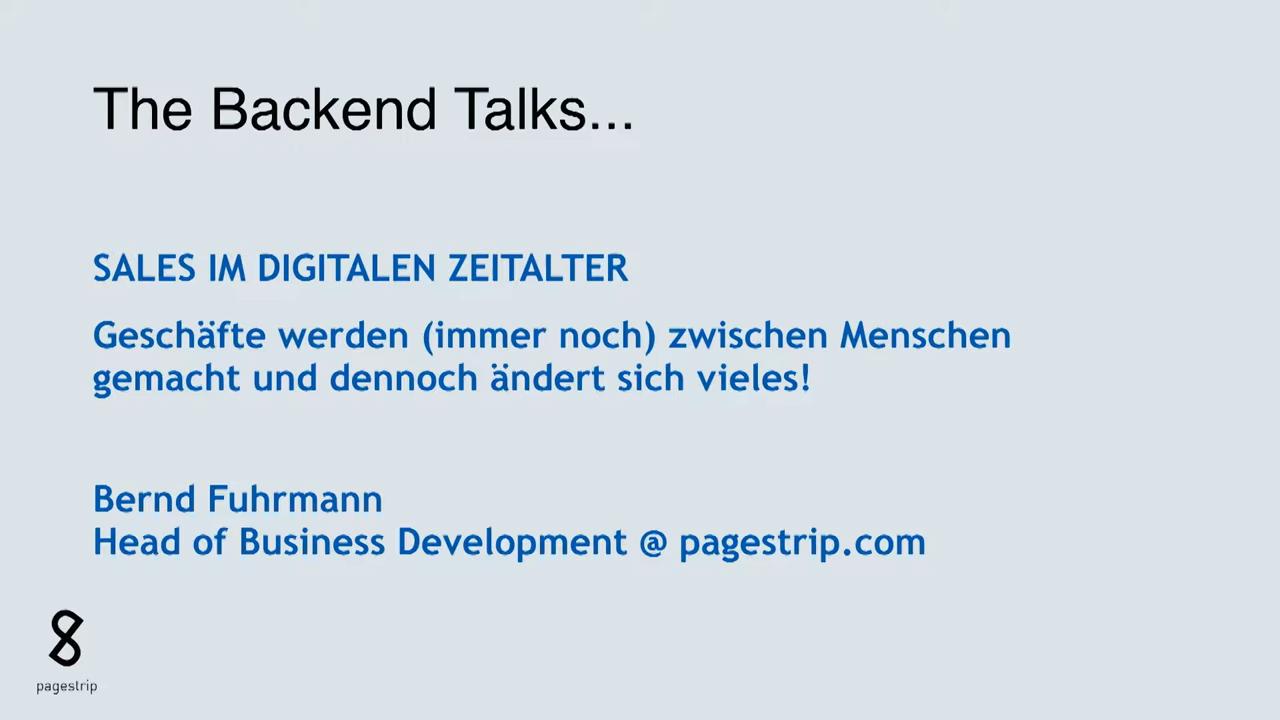 The Backend Talks...
SALES IM DIGITALEN ZEITALTER
Geschäfte werden (immer noch) zwischen Menschen
gemacht und dennoch ändert sich vieles!
Bernd Fuhrmann
Head of Business Development @ pagestrip.com
pagestrip